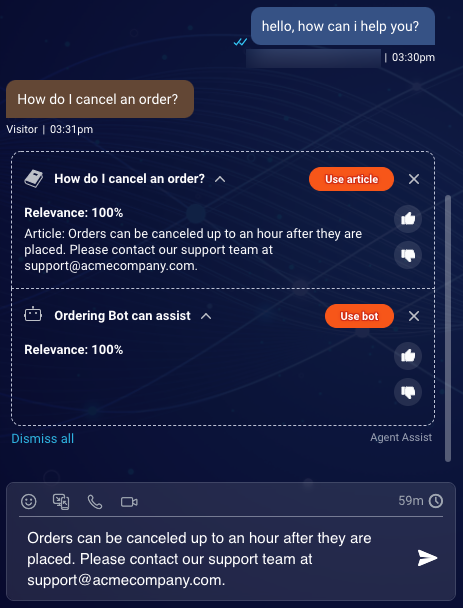 hello, how can i help you?
| 03:30pm
How do I cancel an order?
Visitor | 03:31pm
How do I cancel an order? Use article
Relevance: 100%
Article: Orders can be canceled up to an hour after they are
placed. Please contact our support team at
support@acmecompany.com.
Ordering Bot can assist Use bot
Relevance: 100%
Dismiss all Agent Assist
59m
Orders can be canceled up to an hour after they are
placed. Please contact our support team at
support@acmecompany.com.